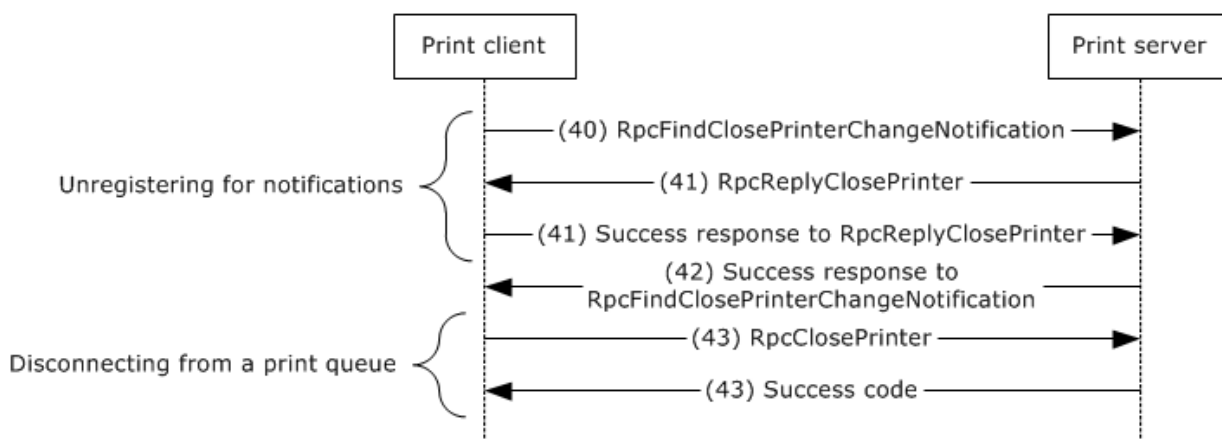 Print client
Print server
(40) RpcFindClosePrinterChangeNotification
Unregistering for notifications
(41) RpcReplyClosePrinter
(41) Success response to RpcReplyClosePrinter
(42) Success response to
RpcFindClosePrinterChangeNotification
(43) RpcClosePrinter
Disconnecting from a print queue
(43) Success code